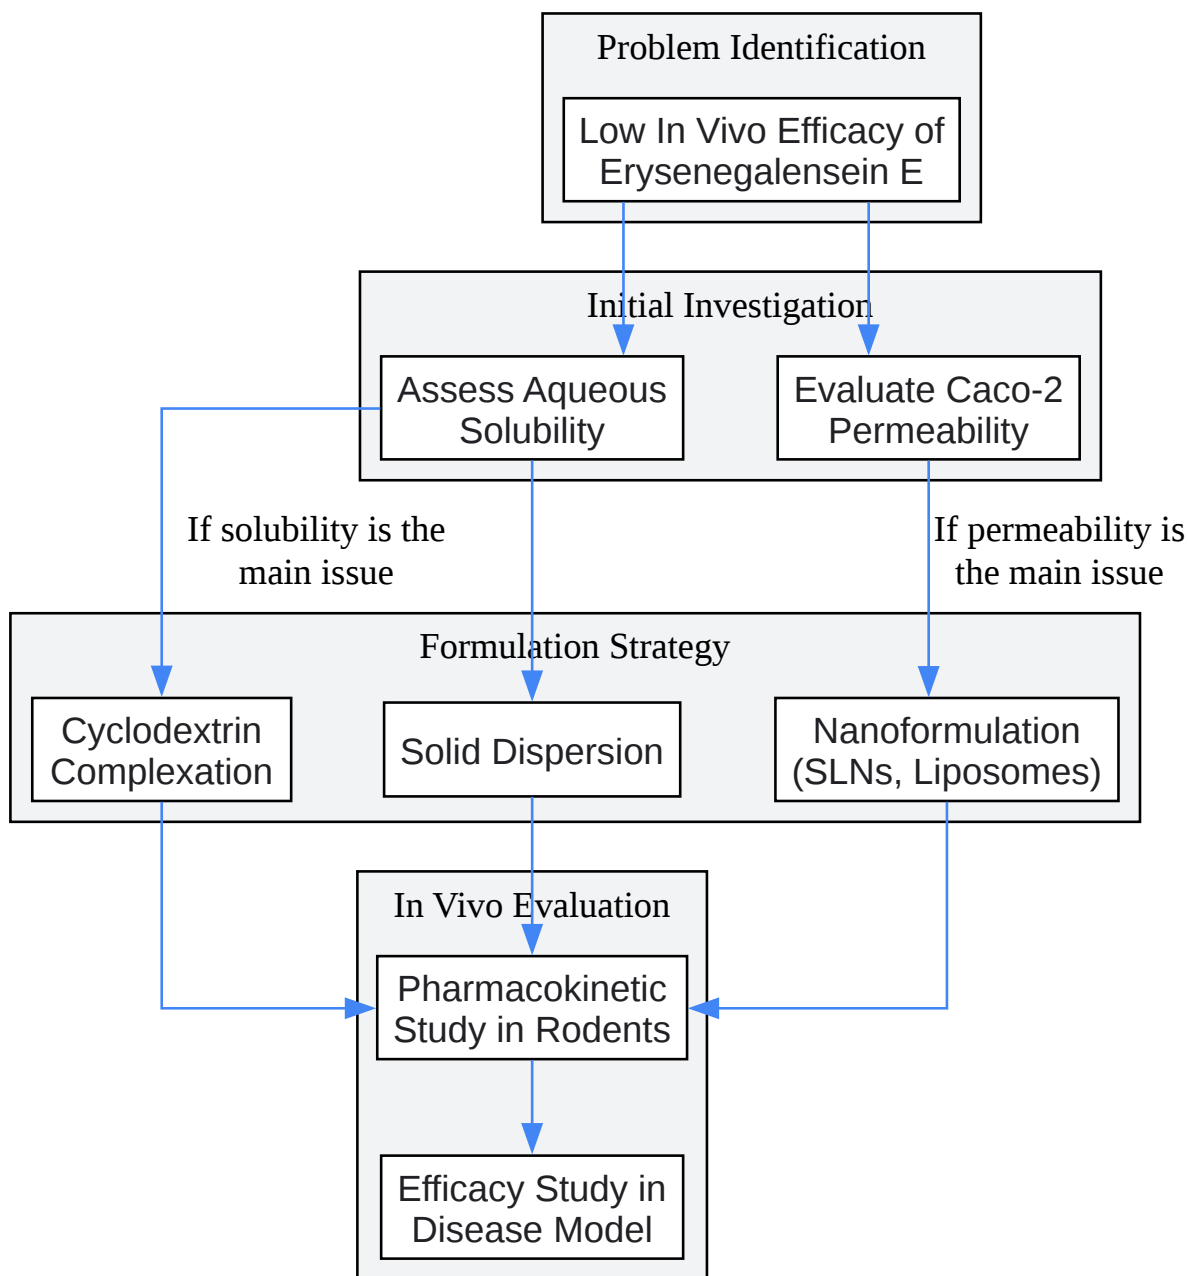 Problem Identification
Low In Vivo Efficacy of
Erysenegalensein E
Initial Investigation
Assess Aqueous
Solubility
Evaluate Caco-2
Permeability
If solubility is the
main issue
If permeability is
the main issue
Formulation Strategy
Cyclodextrin
Complexation
Solid Dispersion
Nanoformulation
(SLNs, Liposomes)
In Vivo Evaluation
Pharmacokinetic
Study in Rodents
Efficacy Study in
Disease Model